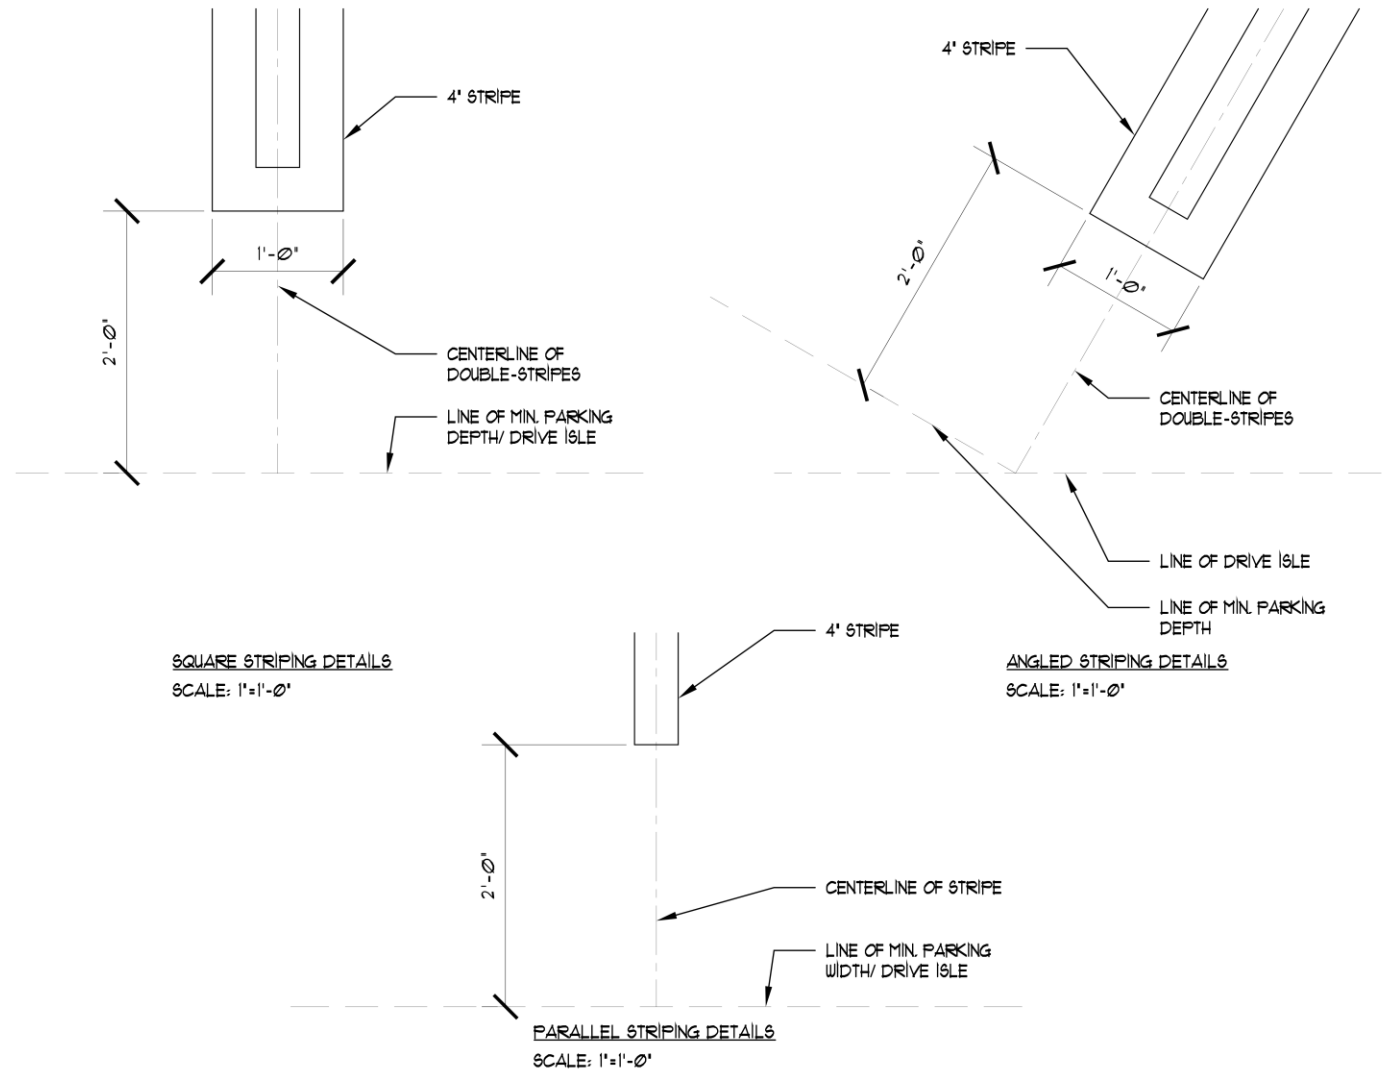 4" STRIPE
1'-0"
2'-0"
CENTERLINE OF
DOUBLE-STRIPES
LINE OF MIN. PARKING
DEPTH/ DRIVE ISLE
SQUARE STRIPING DETAILS
SCALE: 1"=1'-0"
4" STRIPE
2'-0"
1'-0"
CENTERLINE OF
DOUBLE-STRIPES
LINE OF DRIVE ISLE
LINE OF MIN. PARKING
DEPTH
ANGLED STRIPING DETAILS
SCALE: 1"=1'-0"
4" STRIPE
2'-0"
CENTERLINE OF STRIPE
LINE OF MIN. PARKING
WIDTH/ DRIVE ISLE
PARALLEL STRIPING DETAILS
SCALE: 1"=1'-0"